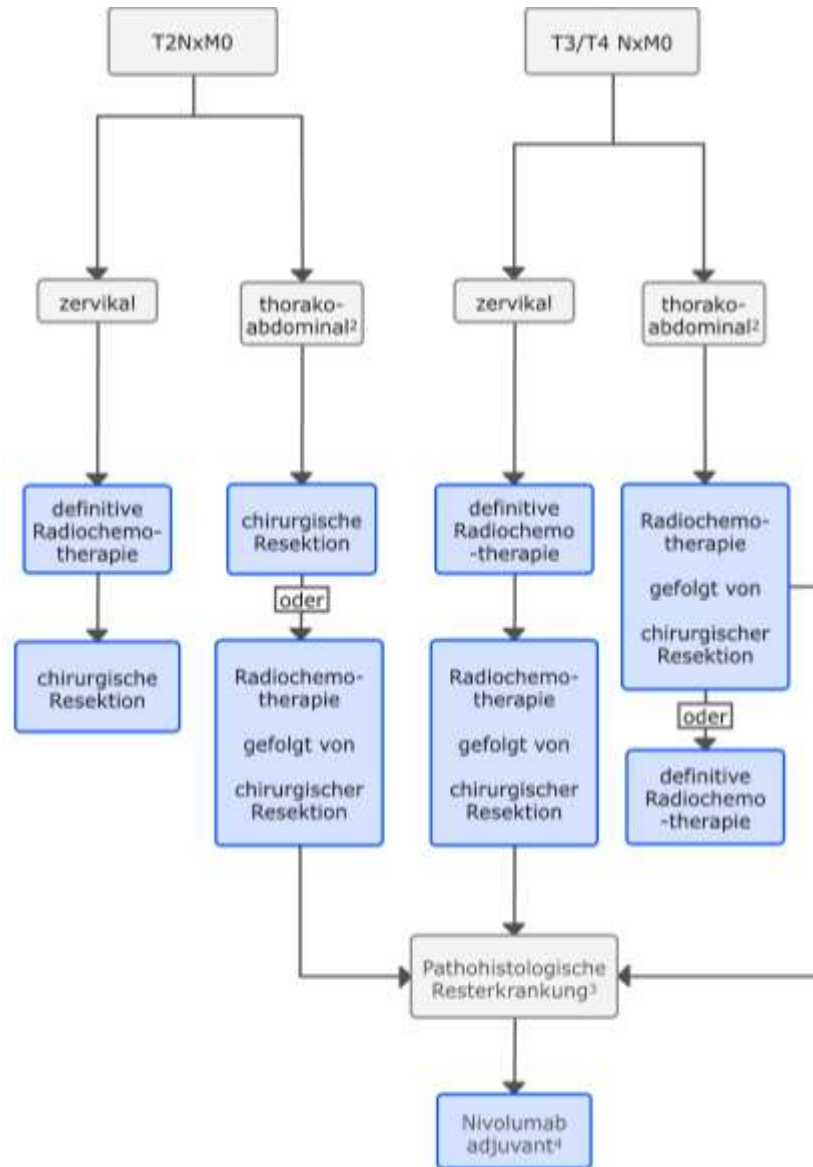 T2NxM0
T3/T4 NxM0
zervikal
thorako-
abdominal²
zervikal
thorako-
abdominal²
definitive
Radiochemo-
therapie
chirurgische
Resektion
oder
chirurgische
Resektion
Radiochemo-
therapie
gefolgt von
chirurgischer
Resektion
definitive
Radiochemo
-therapie
Radiochemo-
therapie
gefolgt von
chirurgischer
Resektion
Radiochemo-
therapie
gefolgt von
chirurgischer
Resektion
oder
definitive
Radiochemo
-therapie
Pathohistologische
Resterkrankung³
Nivolumab
adjuvant⁴